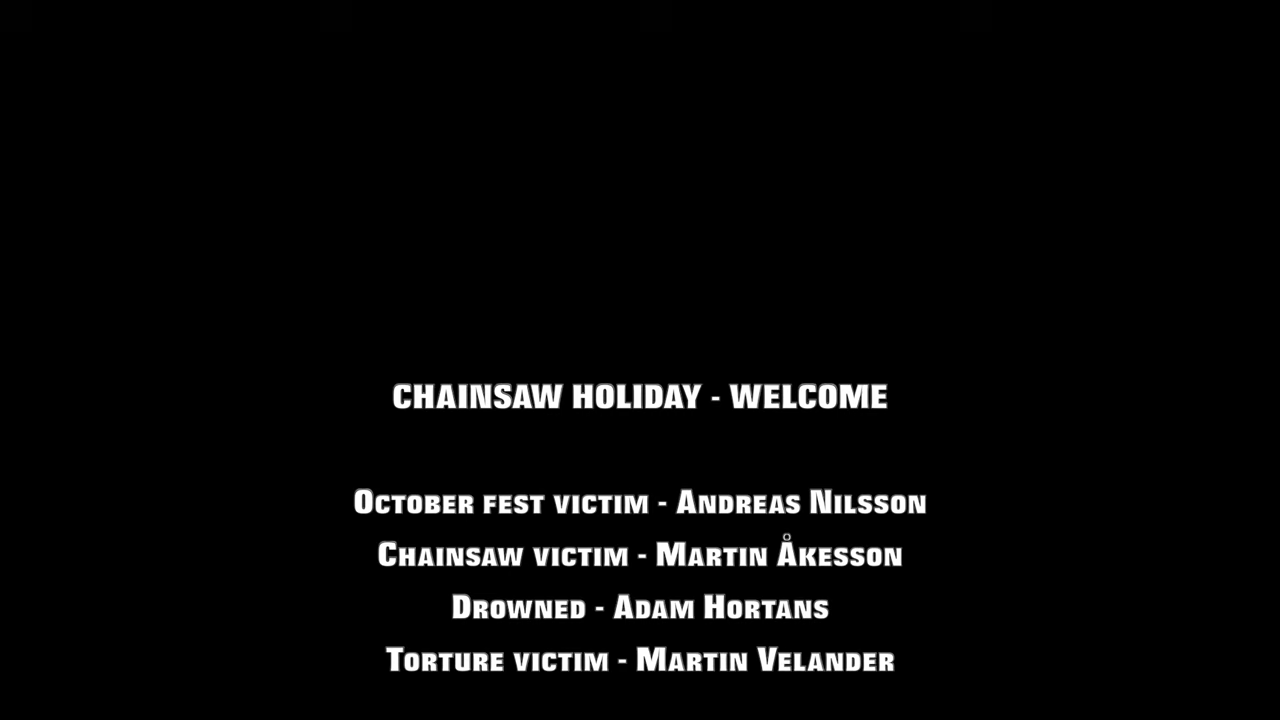 CHAINSAW HOLIDAY - WELCOME
October fest victim - Andreas Nilsson
Chainsaw victim - Martin Åkesson
Drowned - Adam Hortans
Torture victim - Martin Velander